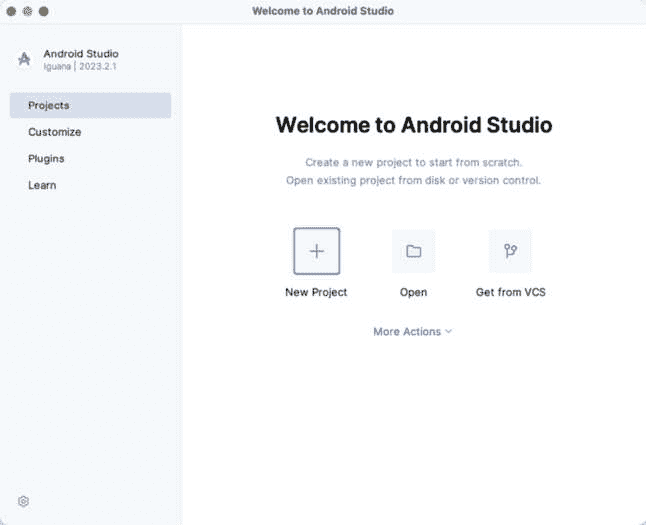 Welcome to Android Studio
Android Studio
Iguana | 2023.2.1
Projects
Customize
Plugins
Learn
Welcome to Android Studio
Create a new project to start from scratch.
Open existing project from disk or version control.
New Project
Open
Get from VCS
More Actions